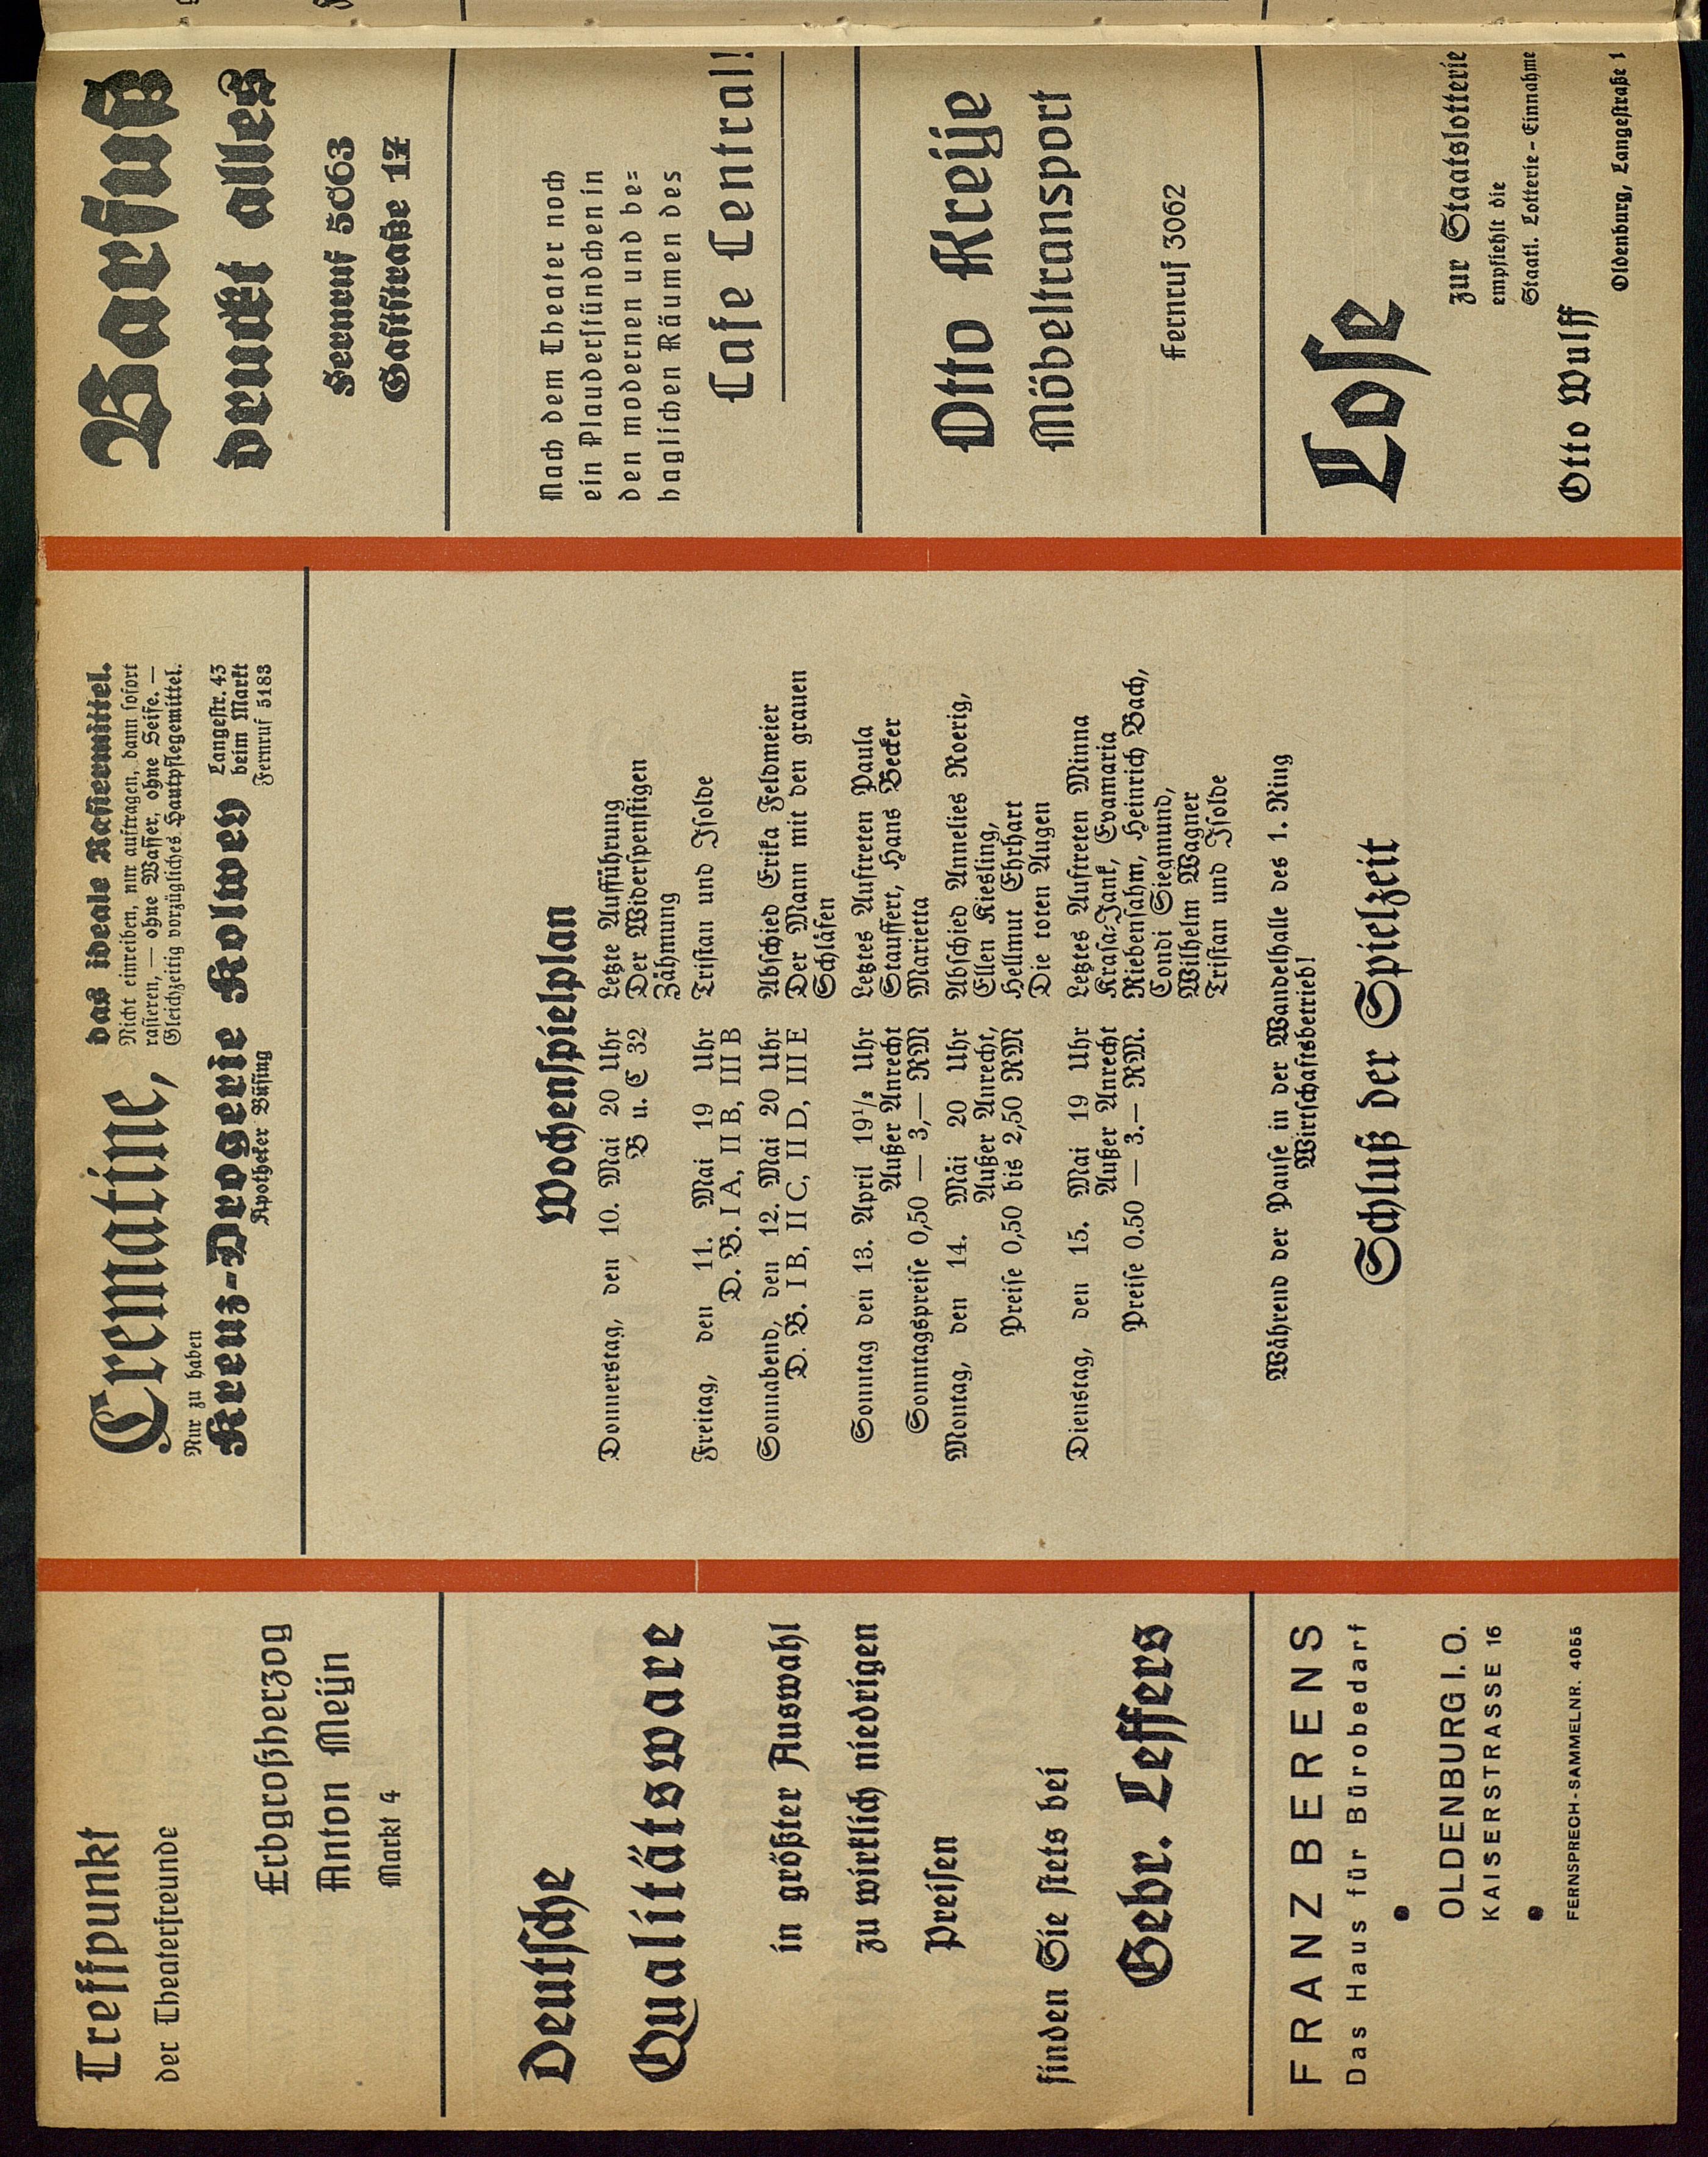 Treffpunkt
der Theaterfreunde
Erbgroßherzog
Anton Meijn
Markt 4
Deutsche
Qualitätsware
in größter Auswahl
zu wirklich niedrigen
Preisen
finden Sie stets bei
Gebr. Leffers
FRANZ BERENS
Das Haus für Bürobedarf
OLDENBURG I. O.
KAISERSTRASSE 16
FERNSPRECH-SAMMELNR. 4055
Crematine, das ideale Rasiermittel.
Nicht einreiben, nur auftragen, dann sofort
rasieren, — ohne Wasser, ohne Seife. —
Gleichzeitig vorzügliches Hautpflegemittel.
Nur zu haben
Kreuz-Drogerie Kolwey
Apotheker Büsing
Langestr. 43
beim Markt
Fernruf 5183
Wochenspielplan
Donnerstag, den 10. Mai 20 Uhr Letzte Aufführung
B u. C 32 Der Widerspenstigen
Zähmung
Freitag, den 11. Mai 19 Uhr Tristan und Isolde
D. B. I A, II B, III B
Sonnabend, den 12. Mai 20 Uhr Abschied Erika Feldmeier
D. B. I B, II C, II D, III E Der Mann mit den grauen
Schläfen
Sonntag den 13. April 19½ Uhr Letztes Auftreten Paula
Außer Anrecht Stauffert, Hans Becker
Sonntagspreise 0,50 — 3,— RM Marietta
Montag, den 14. Mai 20 Uhr Abschied Annelies Roerig,
Außer Anrecht, Ellen Kiesling,
Preise 0,50 bis 2,50 RM Hellmut Ehrhart
Die toten Augen
Dienstag, den 15. Mai 19 Uhr Letztes Auftreten Minna
Außer Anrecht Krasa-Jank, Evamaria
Preise 0.50 — 3.— RM. Riebensahm, Heinrich Bach,
Condi Siegmund,
Wilhelm Wagner
Tristan und Isolde
Während der Pause in der Wandelhalle des 1. Ring
Wirtschaftsbetrieb!
Schluß der Spielzeit
Barfuß
druckt alles
Fernruf 5063
Gaststraße 17
Nach dem Theater noch
ein Plauderstündchen in
den modernen und be-
haglichen Räumen des
Cafe Central!
Otto Kreije
Möbeltransport
Fernruf 3062
Lose
zur Staatslotterie
empfiehlt die
Staatl. Lotterie-Einnahme
Otto Wulff
Oldenburg, Langestraße 1